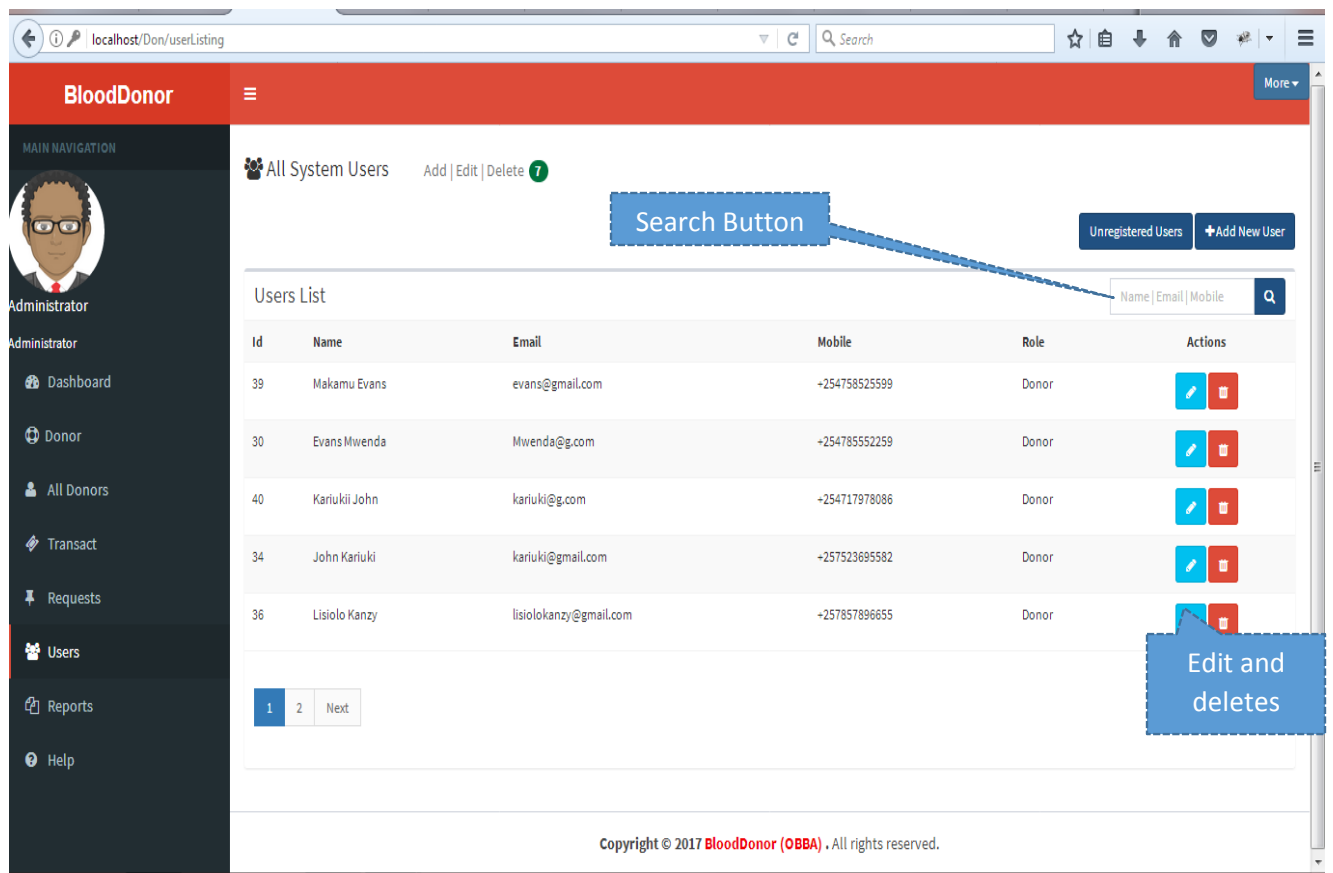 localhost/Don/userListing
Search
BloodDonor
More
MAIN NAVIGATION
All System Users Add | Edit | Delete 7
Search Button
Unregistered Users
Add New User
Administrator
Administrator
Dashboard
Donor
All Donors
Transact
Requests
Users
Reports
Help
Users List
Name | Email | Mobile
Id Name Email Mobile Role Actions
39 Makamu Evans evans@gmail.com +254758525599 Donor
30 Evans Mwenda Mwenda@g.com +254785552259 Donor
40 Kariukii John kariuki@g.com +254717978086 Donor
34 John Kariuki kariuki@gmail.com +257523695582 Donor
36 Lisiolo Kanzy lisiolokanzy@gmail.com +257857896655 Donor
Edit and
deletes
1 2 Next
Copyright © 2017 BloodDonor (OBBA) . All rights reserved.